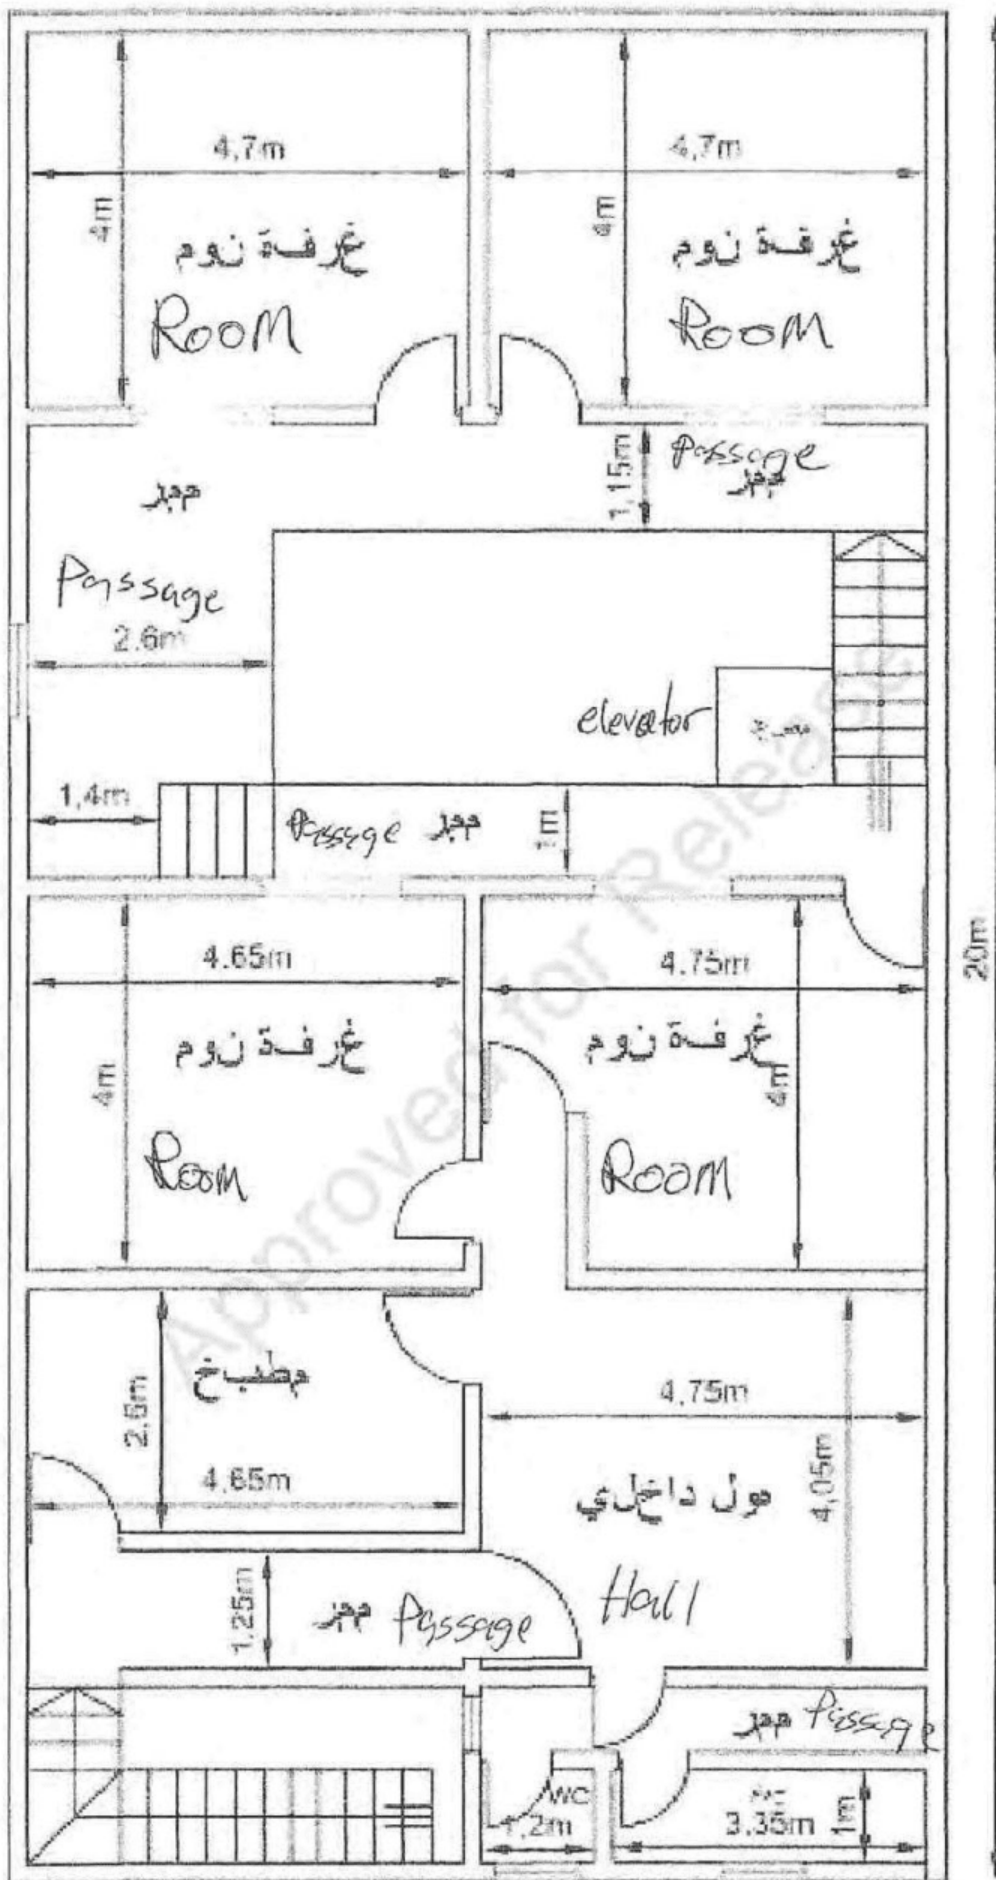 4,7m
4,7m
4m
4m
غرفة نوم
غرفة نوم
Room
Room
1,15m
Passage
ممر
ممر
Passage
2.6m
elevator
1,4m
Passage
ممر
1m
20m
4.65m
4.75m
4m
غرفة نوم
غرفة نوم
4m
Room
Room
Approved for Release
مطبخ
4,75m
4,65m
4,05m
داخلي
Hall
1.25m
ممر
Passage
ممر
Passage
WC
1,2m
3,35m
1m